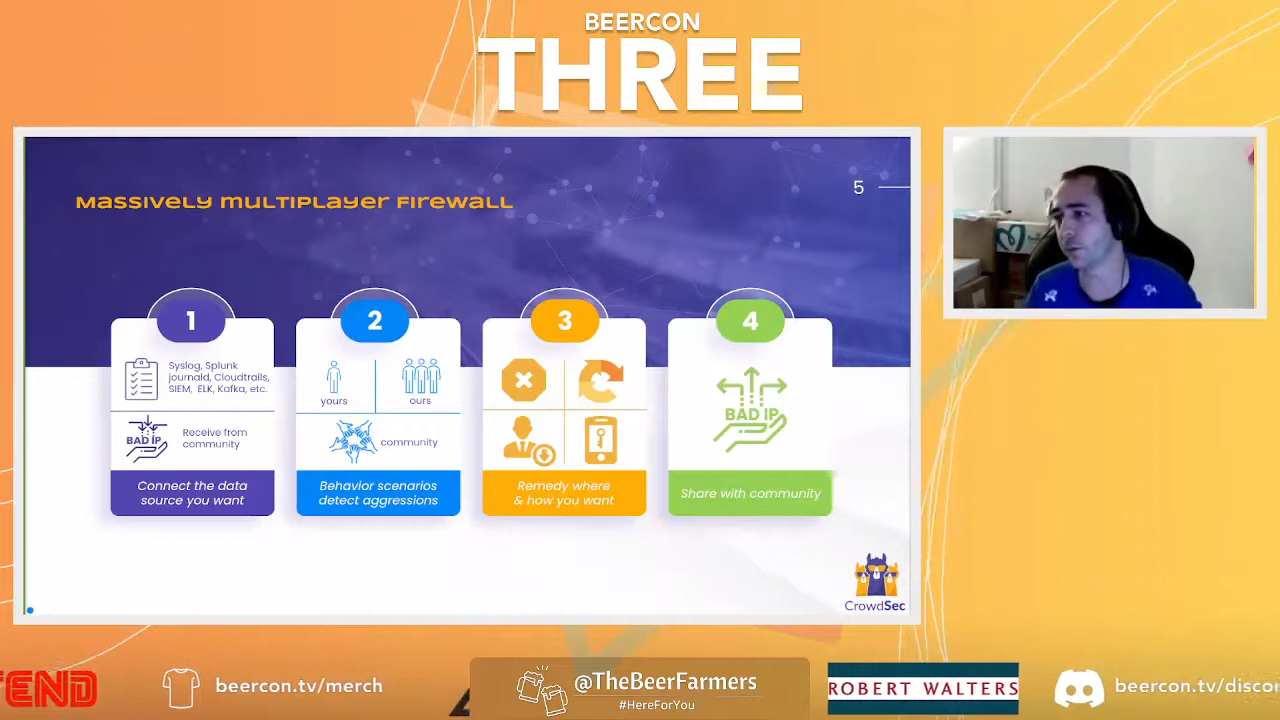 BEERCON
THREE
Massively multiplayer firewall
5
1
Syslog, Splunk
journald, Cloudtrails,
SIEM, ELK, Kafka, etc.
BAD IP
Receive from
community
Connect the data
source you want
2
yours
ours
community
Behavior scenarios
detect aggressions
3
Remedy where
& how you want
4
BAD IP
Share with community
CrowdSec
END
beercon.tv/merch
@TheBeerFarmers
#HereForYou
ROBERT WALTERS
beercon.tv/disco